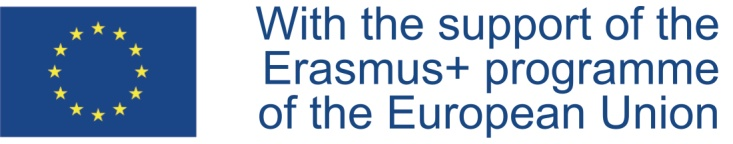 With the support of the
Erasmus+ programme
of the European Union